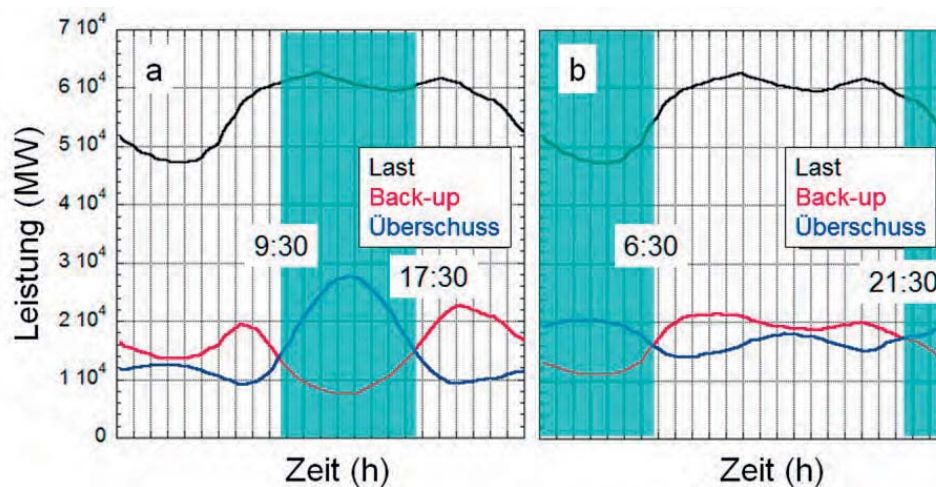 7 10⁴
6 10⁴
5 10⁴
4 10⁴
3 10⁴
2 10⁴
1 10⁴
0
Leistung (MW)
a
Last
Back-up
Überschuss
9:30
17:30
Zeit (h)
b
Last
Back-up
Überschuss
6:30
21:30
Zeit (h)